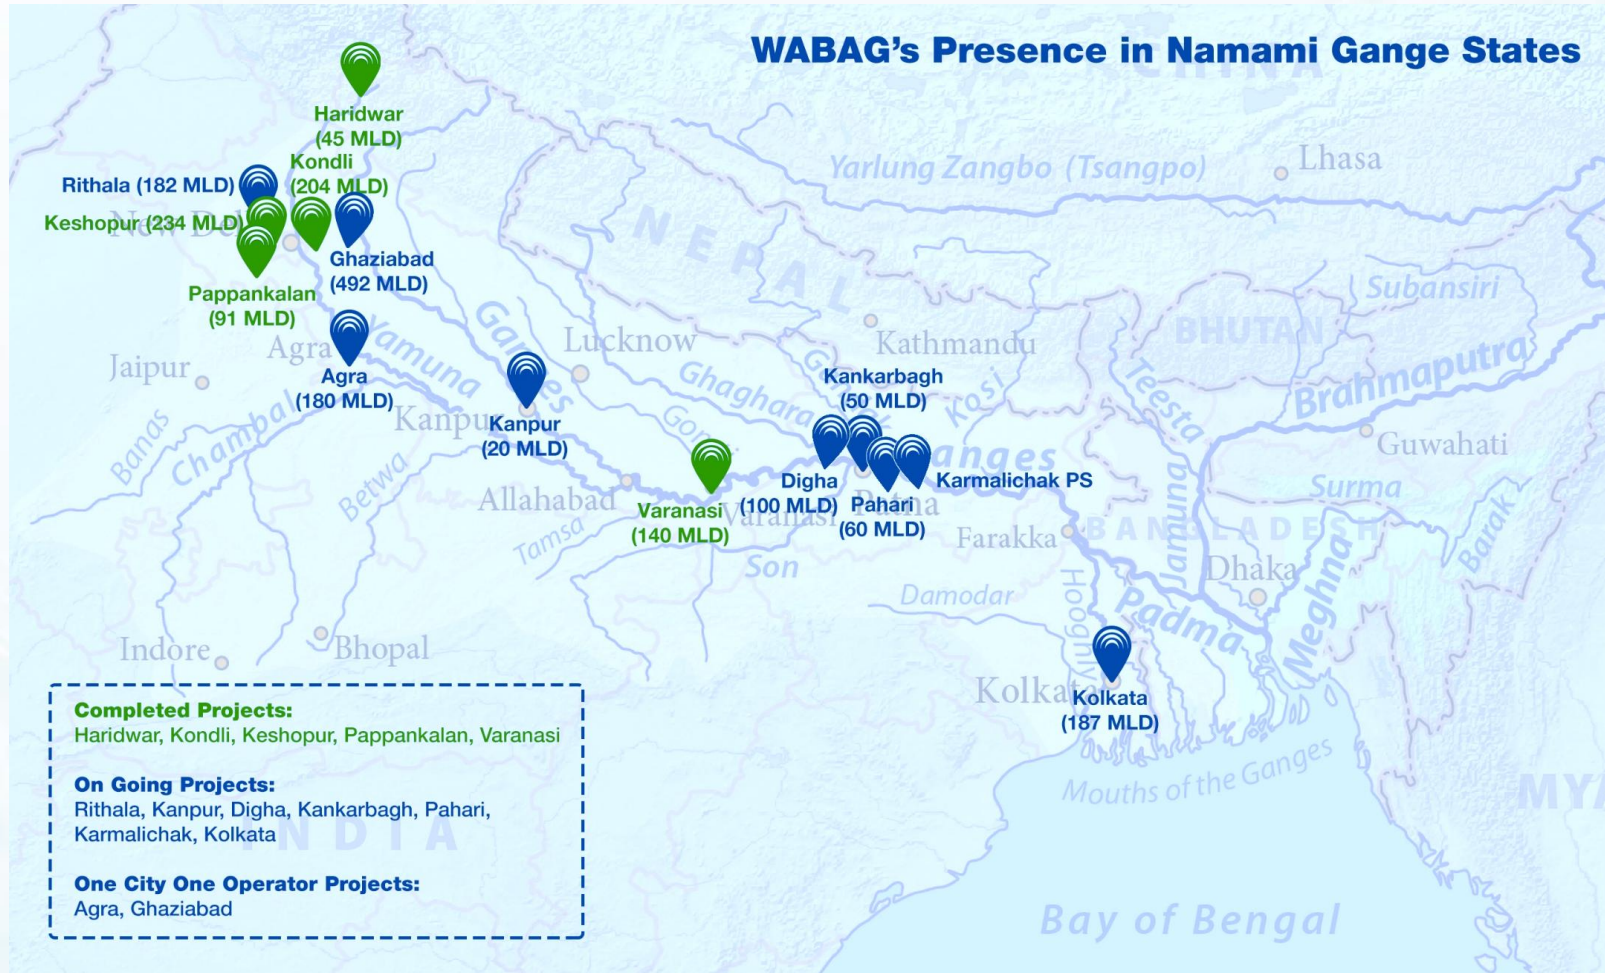 WABAG's Presence in Namami Gange States
CHINA
Haridwar
(45 MLD)
Kondli
(204 MLD)
Rithala (182 MLD)
Keshopur (234 MLD)
Ghaziabad
(492 MLD)
Pappankalan
(91 MLD)
Yarlung Zangbo (Tsangpo)
Lhasa
NEPAL
Subansiri
BHUTAN
Kathmandu
Brahmaputra
Teesta
Guwahati
Ganges
Lucknow
Yamuna
Agra
Agra
(180 MLD)
Jaipur
Banas
Chambal
Kanpur
Kanpur
(20 MLD)
Betwa
Ghaghara
Kosi
Kankarbagh
(50 MLD)
Digha
(100 MLD)
Pahari
(60 MLD)
Karmalichak PS
Ganges
Patna
Allahabad
Varanasi
(140 MLD)
Varanasi
Tamsa
Son
Farakka
BANGLADESH
Jamuna
Surma
Barak
Meghna
Dhaka
Damodar
Hooghly
Padma
Indore
Bhopal
Kolkata
Kolkata
(187 MLD)
Mouths of the Ganges
Bay of Bengal
INDIA
Completed Projects:
Haridwar, Kondli, Keshopur, Pappankalan, Varanasi
On Going Projects:
Rithala, Kanpur, Digha, Kankarbagh, Pahari,
Karmalichak, Kolkata
One City One Operator Projects:
Agra, Ghaziabad